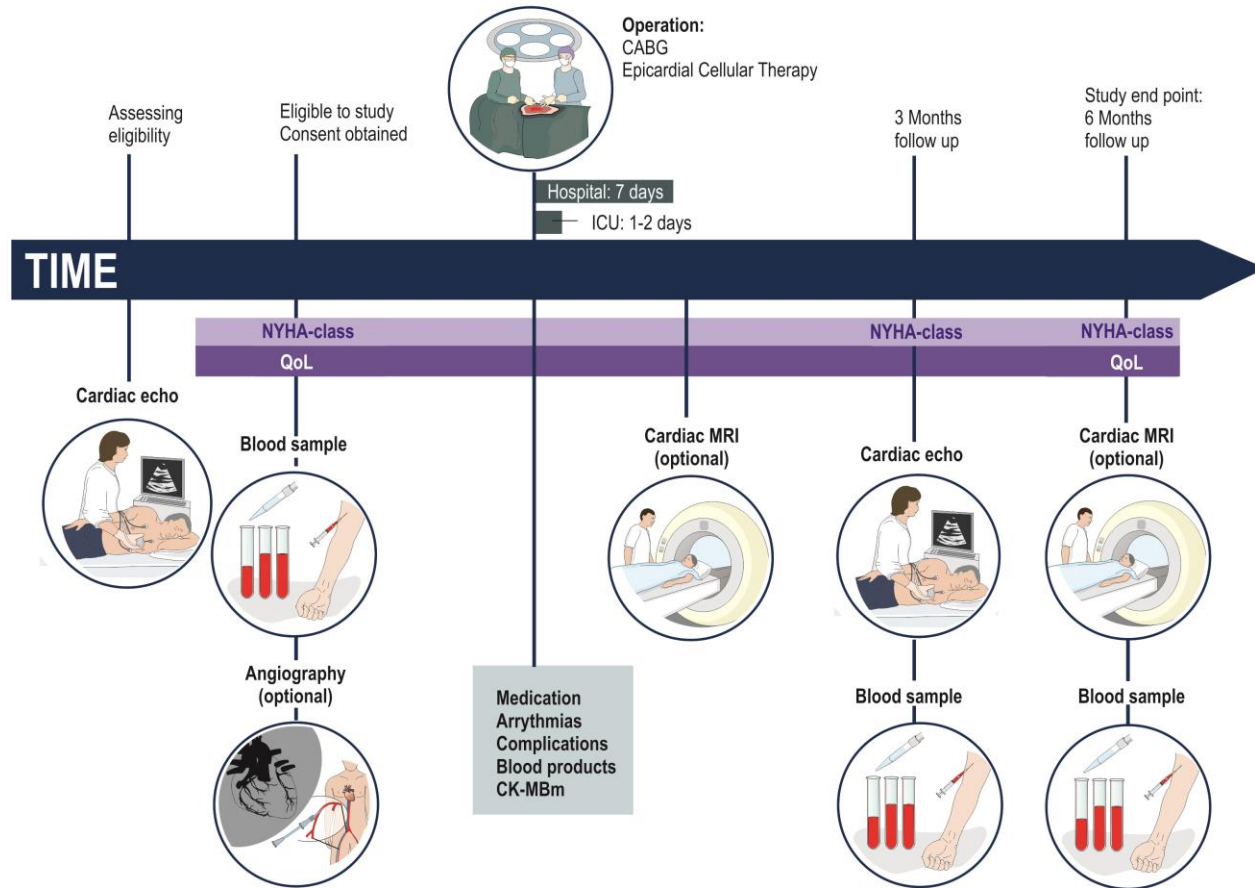 Operation:
CABG
Epicardial Cellular Therapy
Assessing
eligibility
Eligible to study
Consent obtained
3 Months
follow up
Study end point:
6 Months
follow up
Hospital: 7 days
ICU: 1-2 days
TIME
NYHA-class
NYHA-class
NYHA-class
QoL
QoL
Cardiac echo
Blood sample
Angiography
(optional)
Medication
Arrythmias
Complications
Blood products
CK-MBm
Cardiac MRI
(optional)
Cardiac echo
Blood sample
Cardiac MRI
(optional)
Blood sample